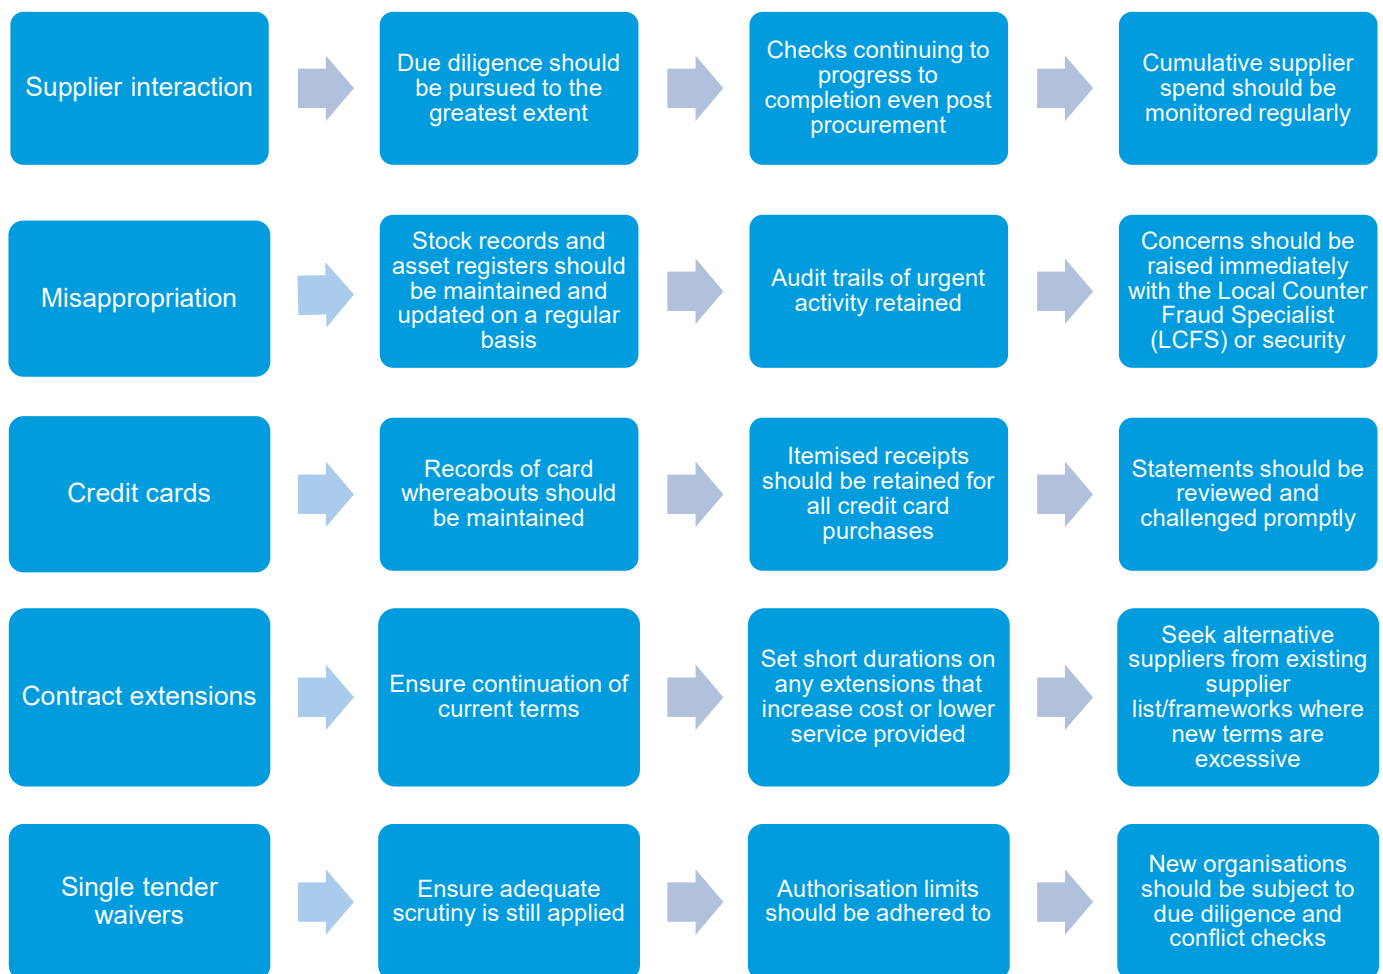 Supplier interaction
Due diligence should
be pursued to the
greatest extent
Checks continuing to
progress to
completion even post
procurement
Cumulative supplier
spend should be
monitored regularly
Misappropriation
Stock records and
asset registers should
be maintained and
updated on a regular
basis
Audit trails of urgent
activity retained
Concerns should be
raised immediately
with the Local Counter
Fraud Specialist
(LCFS) or security
Credit cards
Records of card
whereabouts should
be maintained
Itemised receipts
should be retained for
all credit card
purchases
Statements should be
reviewed and
challenged promptly
Contract extensions
Ensure continuation of
current terms
Set short durations on
any extensions that
increase cost or lower
service provided
Seek alternative
suppliers from existing
supplier
list/frameworks where
new terms are
excessive
Single tender
waivers
Ensure adequate
scrutiny is still applied
Authorisation limits
should be adhered to
New organisations
should be subject to
due diligence and
conflict checks